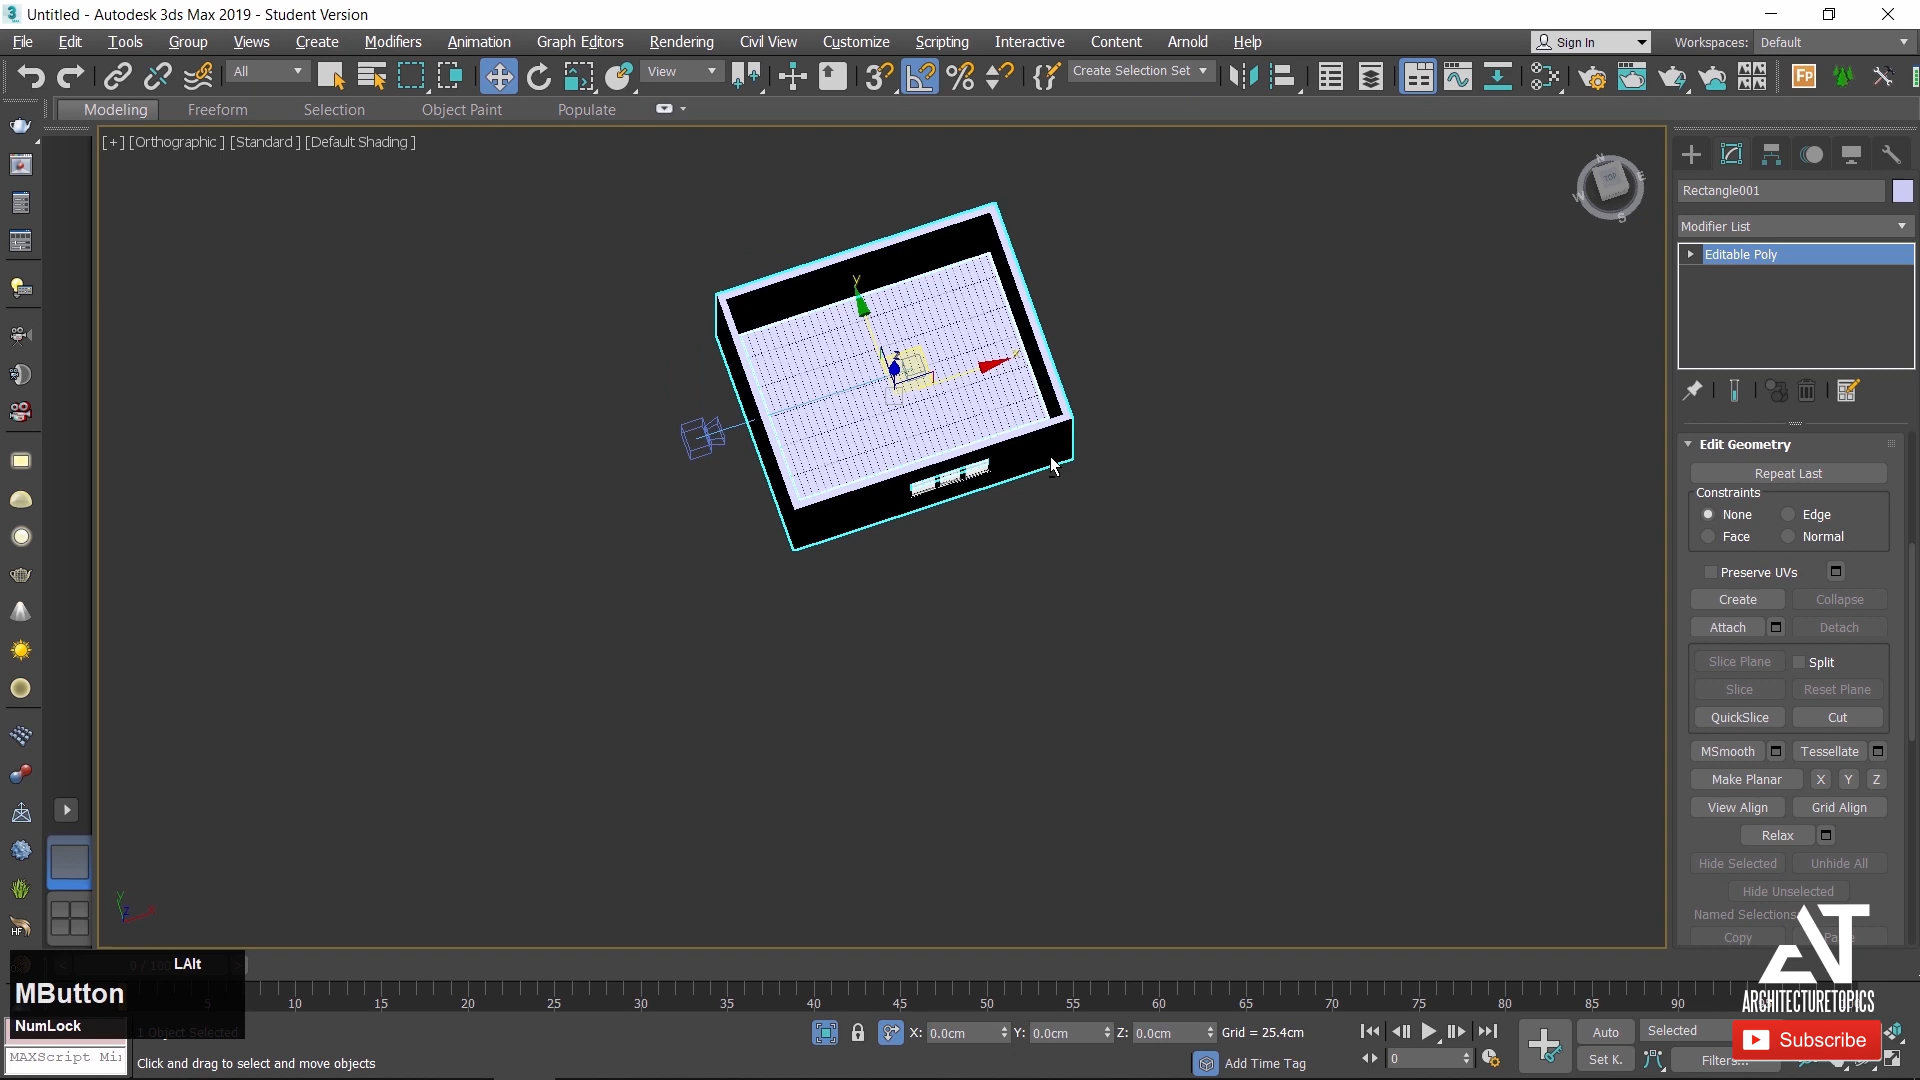 Untitled - Autodesk 3ds Max 2019 - Student Version
File Edit Tools Group Views Create Modifiers Animation Graph Editors Rendering Civil View Customize Scripting Interactive Content Arnold Help
Sign In
Workspaces: Default
All
View
Create Selection Set
Modeling Freeform Selection Object Paint Populate
[+] [Orthographic ] [Standard ] [Default Shading ]
TOP
N
E
S
W
Rectangle001
Modifier List
Editable Poly
Edit Geometry
Repeat Last
Constraints
None Edge
Face Normal
Preserve UVs
Create Collapse
Attach Detach
Slice Plane Split
Slice Reset Plane
QuickSlice Cut
MSmooth Tessellate
Make Planar X Y Z
View Align Grid Align
Relax
Hide Selected Unhide All
Hide Unselected
Named Selections
Copy
HF
LAlt
MButton
NumLock
0 / 100
5 10 15 20 25 30 35 40 45 50 55 60 65 70 75 80 85 90
1 Object Selected
MAXScript Mi
Click and drag to select and move objects
X: 0.0cm Y: 0.0cm Z: 0.0cm Grid = 25.4cm
Add Time Tag
0
Auto Selected
Set K. Filters...
AT
ARCHITECTURETOPICS
Subscribe